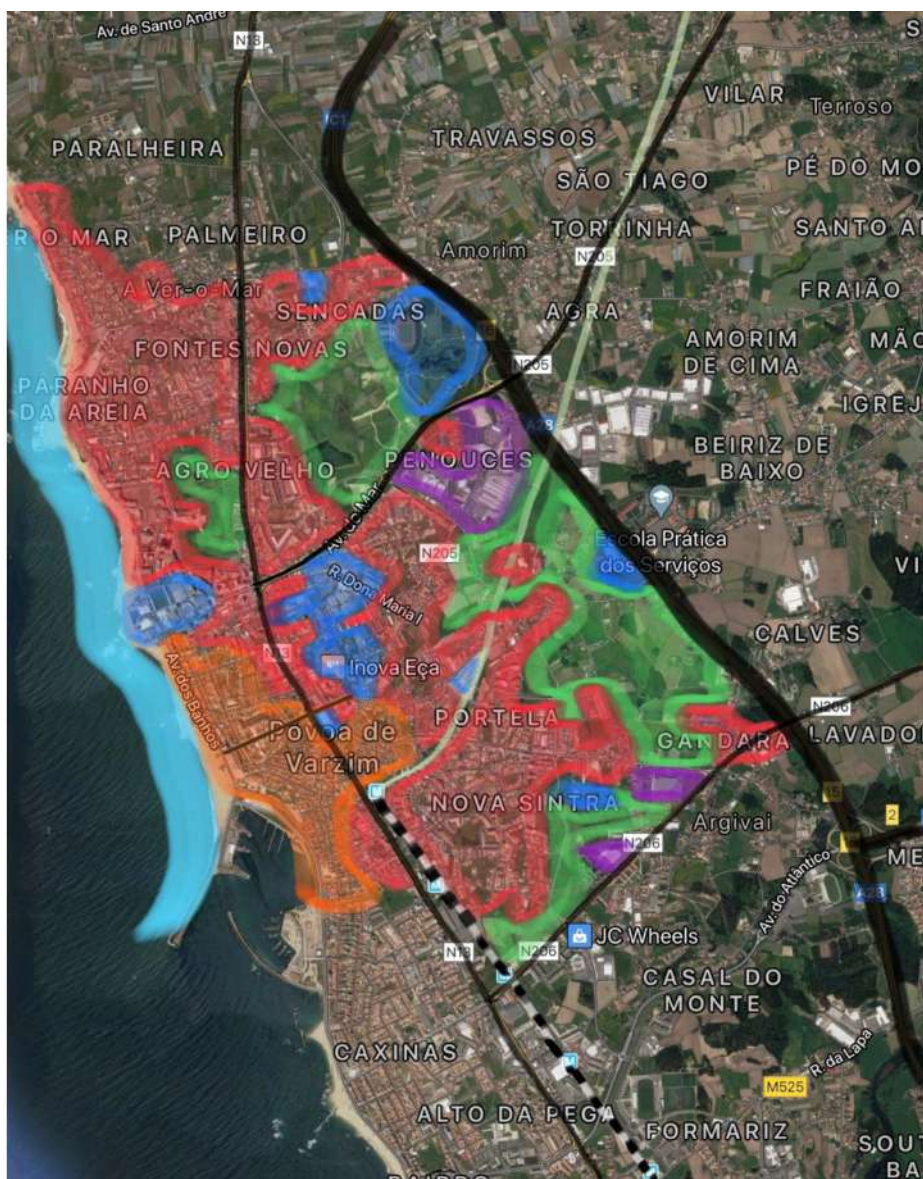 Av. de Santo André
N13
S
VILAR
IC1
Terroso
TRAVASSOS
PARALHEIRA
PÉ DO MO
SÃO TIAGO
R O MAR
PALMEIRO
TORRINHA
SANTO A
Amorim
N205
A Ver-o-Mar
FRAIÃO
SENCADAS
AGRA
FONTES NOVAS
AMORIM
DE CIMA
MÃO
N205
PARANHO
DA AREIA
IGREJ
A28
BEIRIZ DE
BAIXO
AGRO VELHO
PENOUCES
Av. do Mar
Escola Prática
dos Serviços
N205
VI
R. Dona Maria I
CALVES
N13
Inova Eça
Av. dos Banhos
N206
PORTELA
GANDARA
LAVADO
Póvoa de
Varzim
M
NOVA SINTRA
15
2
Argivai
N206
ME
M
Av. do Atlântico
A28
JC Wheels
N13
N206
CASAL DO
MONTE
CAXINAS
M
R. da Lapa
M525
ALTO DA PEGA
FORMARIZ
SOUT
BA
BAIRRO